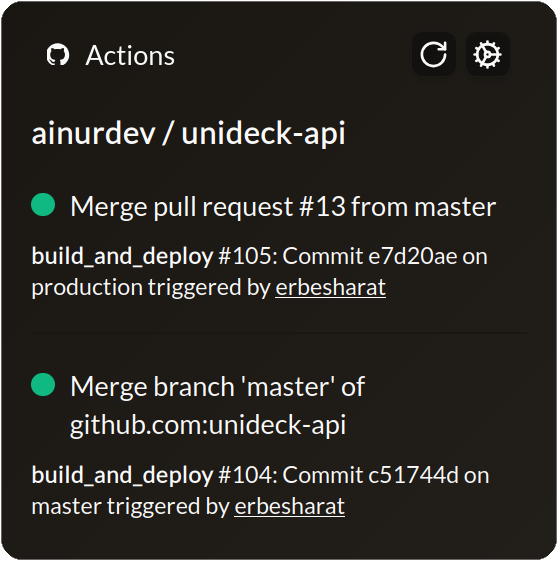 Actions
ainurdev / unideck-api
Merge pull request #13 from master
build_and_deploy #105: Commit e7d20ae on
production triggered by erbesharat
Merge branch 'master' of
github.com:unideck-api
build_and_deploy #104: Commit c51744d on
master triggered by erbesharat